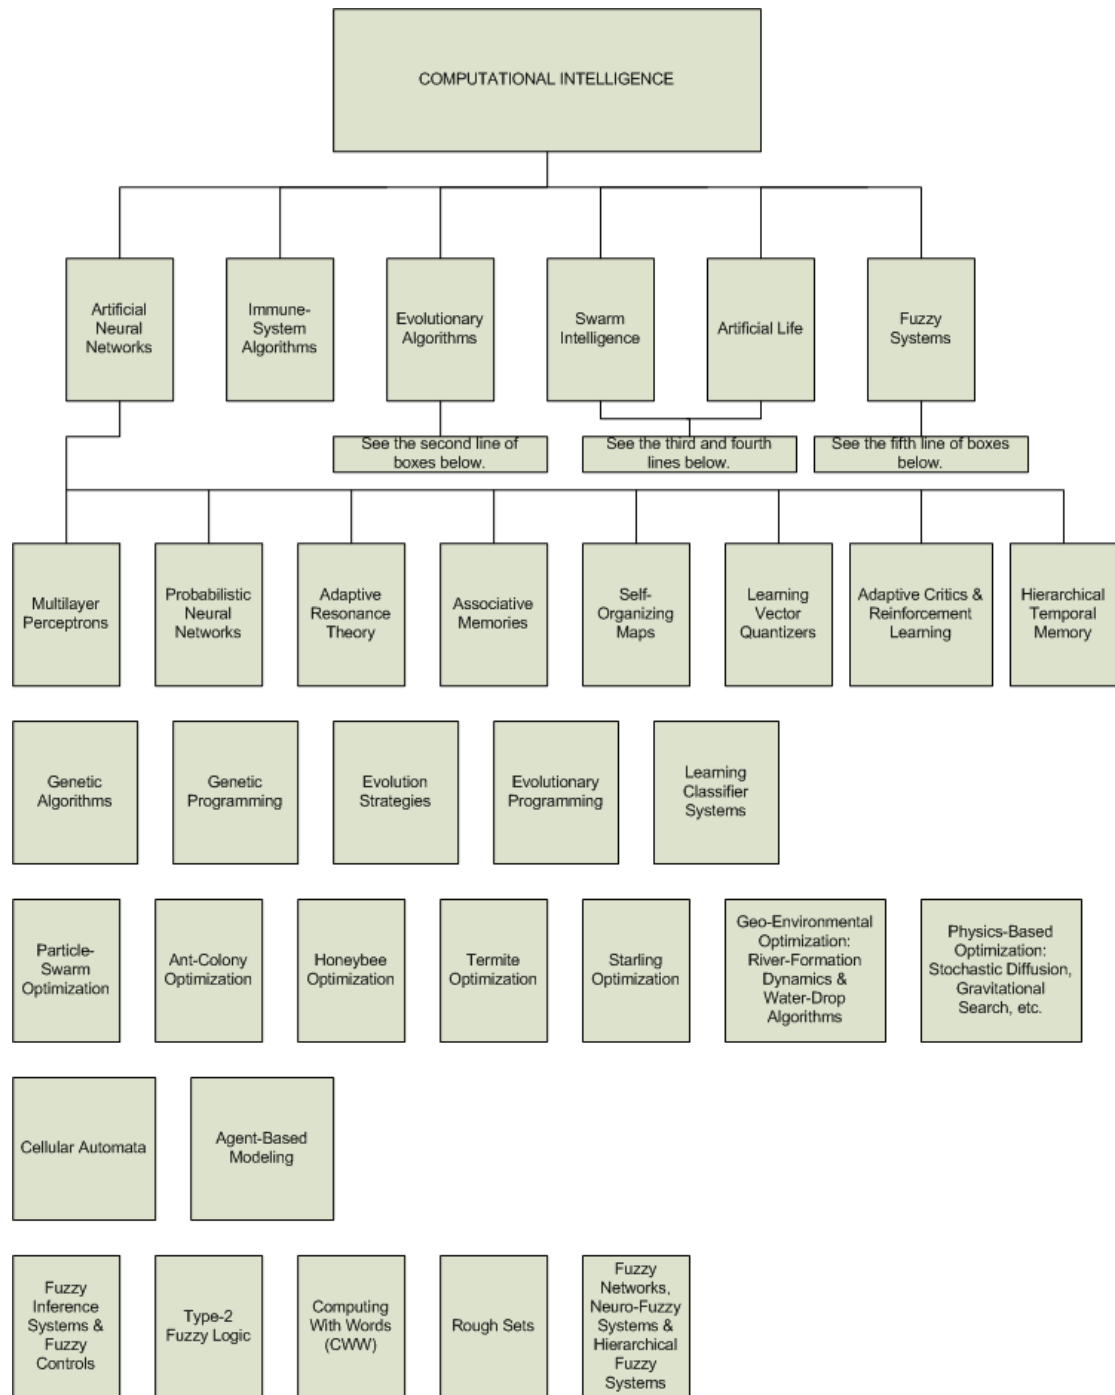 COMPUTATIONAL INTELLIGENCE
Artificial
Neural
Networks
Immune-
System
Algorithms
Evolutionary
Algorithms
Swarm
Intelligence
Artificial Life
Fuzzy
Systems
See the second line of
boxes below.
See the third and fourth
lines below.
See the fifth line of boxes
below.
Multilayer
Perceptrons
Probabilistic
Neural
Networks
Adaptive
Resonance
Theory
Associative
Memories
Self-
Organizing
Maps
Learning
Vector
Quantizers
Adaptive Critics &
Reinforcement
Learning
Hierarchical
Temporal
Memory
Genetic
Algorithms
Genetic
Programming
Evolution
Strategies
Evolutionary
Programming
Learning
Classifier
Systems
Particle-
Swarm
Optimization
Ant-Colony
Optimization
Honeybee
Optimization
Termite
Optimization
Starling
Optimization
Geo-Environmental
Optimization:
River-Formation
Dynamics &
Water-Drop
Algorithms
Physics-Based
Optimization:
Stochastic Diffusion,
Gravitational
Search, etc.
Cellular Automata
Agent-Based
Modeling
Fuzzy
Inference
Systems &
Fuzzy
Controls
Type-2
Fuzzy Logic
Computing
With Words
(CWW)
Rough Sets
Fuzzy
Networks,
Neuro-Fuzzy
Systems &
Hierarchical
Fuzzy
Systems